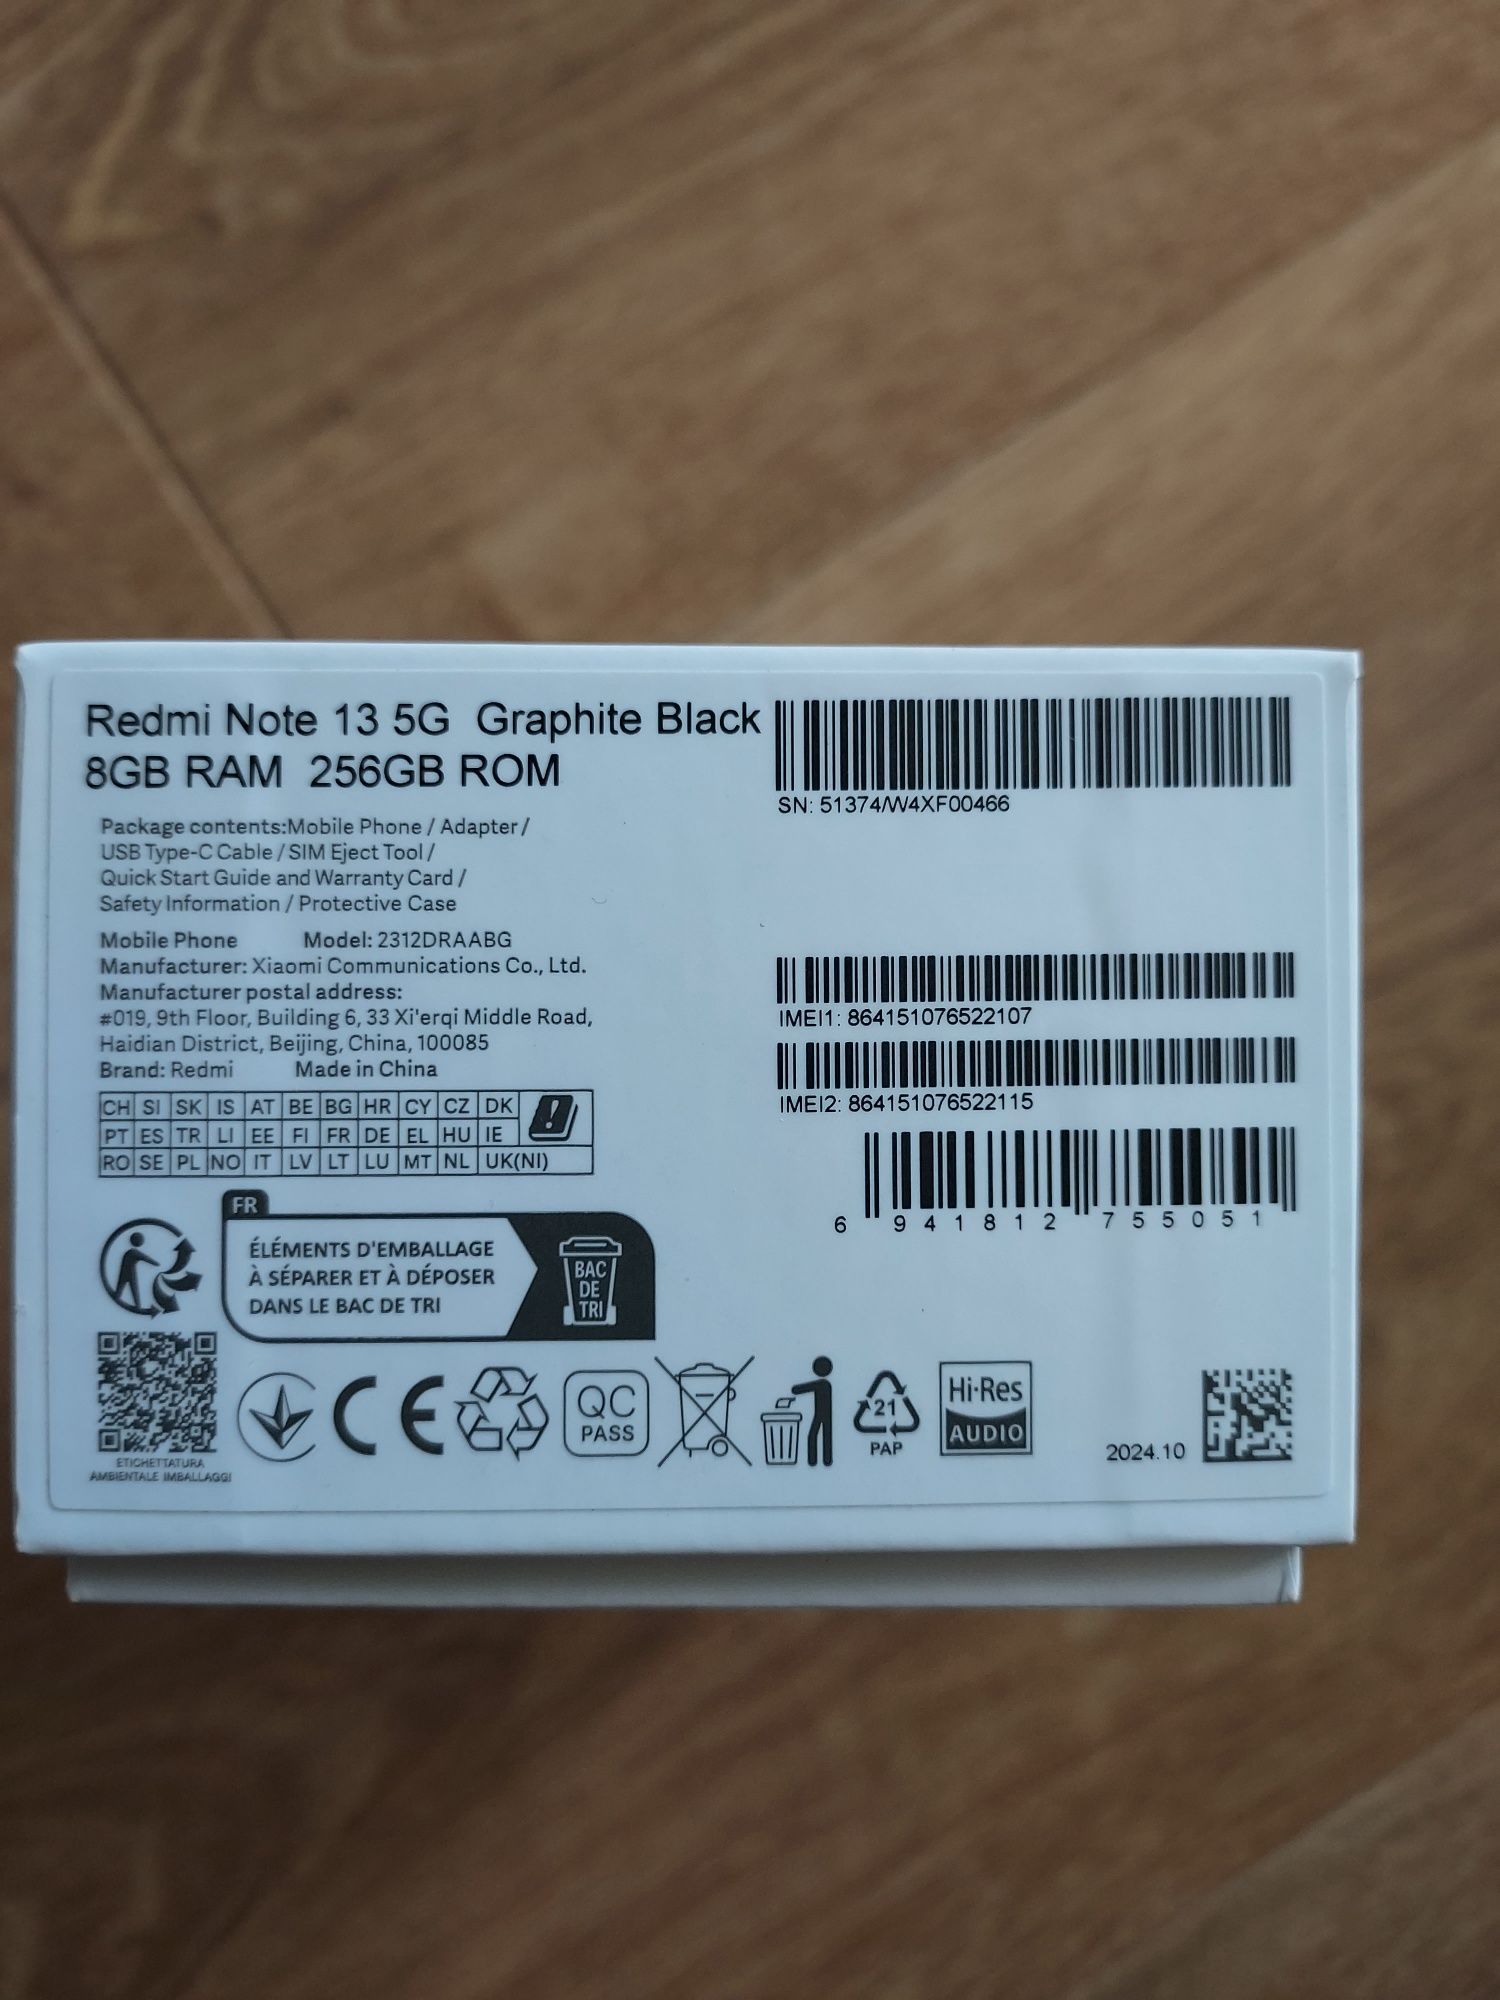 Redmi Note 13 5G Graphite Black
8GB RAM 256GB ROM
Package contents:Mobile Phone / Adapter /
USB Type-C Cable / SIM Eject Tool /
Quick Start Guide and Warranty Card /
Safety Information / Protective Case
Mobile Phone Model: 2312DRAABG
Manufacturer: Xiaomi Communications Co., Ltd.
Manufacturer postal address:
#019, 9th Floor, Building 6, 33 Xi'erqi Middle Road,
Haidian District, Beijing, China, 100085
Brand: Redmi Made in China
CH SI SK IS AT BE BG HR CY CZ DK
PT ES TR LI EE FI FR DE EL HU IE
RO SE PL NO IT LV LT LU MT NL UK(NI)
FR
ÉLÉMENTS D'EMBALLAGE
À SÉPARER ET À DÉPOSER
DANS LE BAC DE TRI
BAC
DE
TRI
ETICHETTATURA
AMBIENTALE IMBALLAGGI
CE
QC
PASS
21
PAP
Hi-Res
AUDIO
SN: 51374/W4XF00466
IMEI1: 864151076522107
IMEI2: 864151076522115
6 941812 755051
2024.10